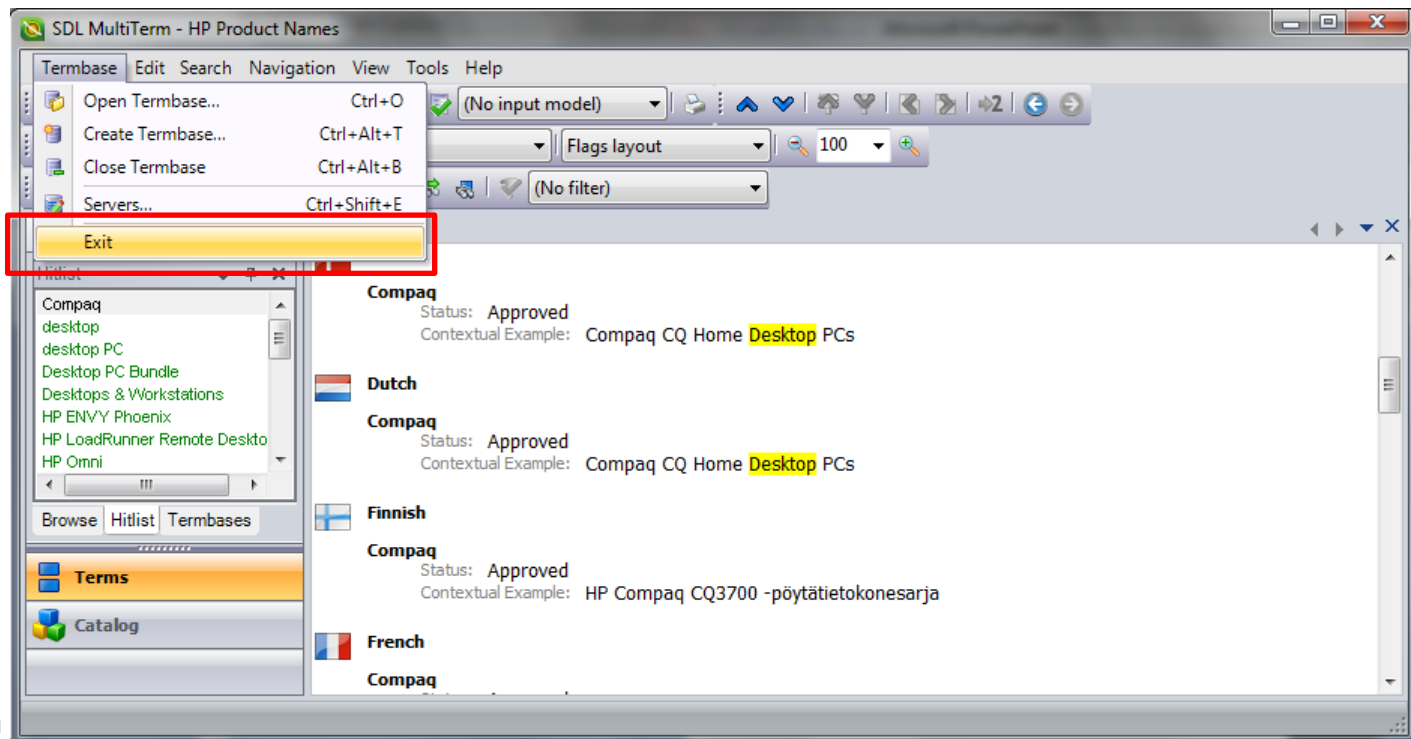 SDL MultiTerm - HP Product Names
Termbase Edit Search Navigation View Tools Help
Open Termbase... Ctrl+O
(No input model)
2
Create Termbase... Ctrl+Alt+T
Flags layout
100
Close Termbase Ctrl+Alt+B
(No filter)
Servers... Ctrl+Shift+E
Exit
Hitlist
Compaq
desktop
desktop PC
Desktop PC Bundle
Desktops & Workstations
HP ENVY Phoenix
HP LoadRunner Remote Deskto
HP Omni
Browse Hitlist Termbases
Terms
Catalog
Compaq
Status: Approved
Contextual Example: Compaq CQ Home Desktop PCs
Dutch
Compaq
Status: Approved
Contextual Example: Compaq CQ Home Desktop PCs
Finnish
Compaq
Status: Approved
Contextual Example: HP Compaq CQ3700 -pöytätietokonesarja
French
Compaq